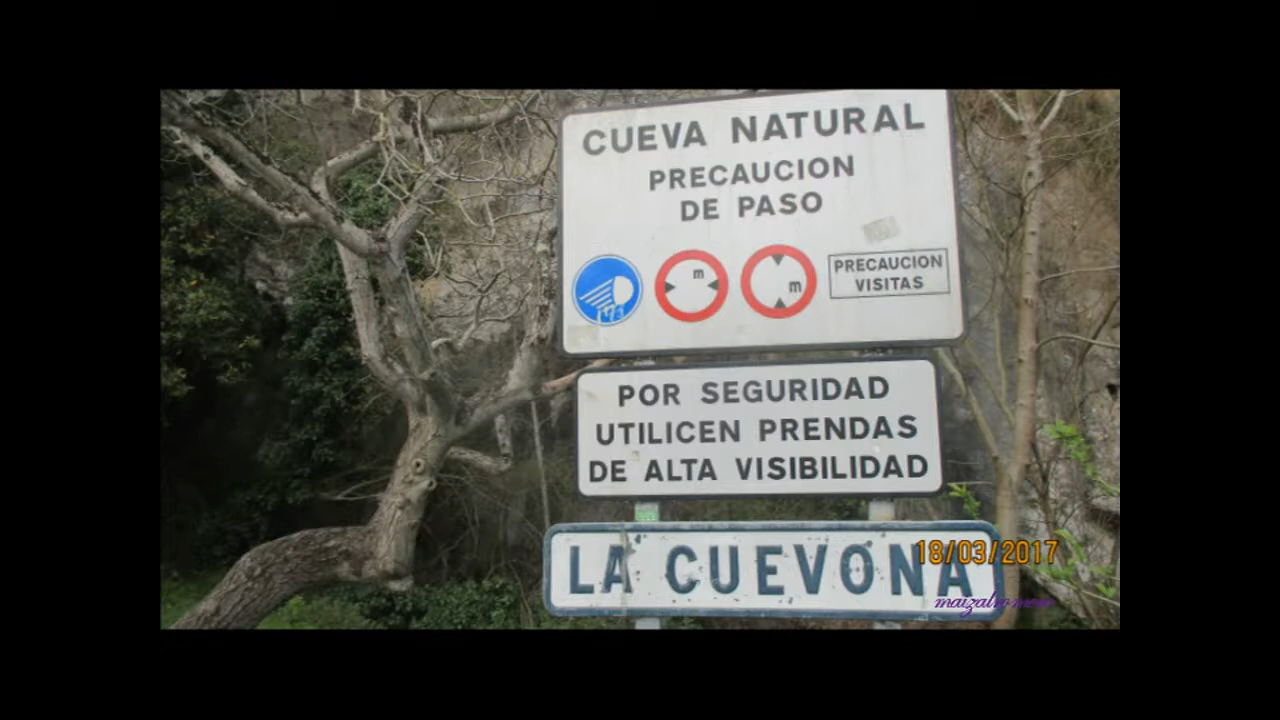 CUEVA NATURAL
PRECAUCION
DE PASO
m
m
PRECAUCION
VISITAS
POR SEGURIDAD
UTILICEN PRENDAS
DE ALTA VISIBILIDAD
LA CUEVONA
18/03/2017